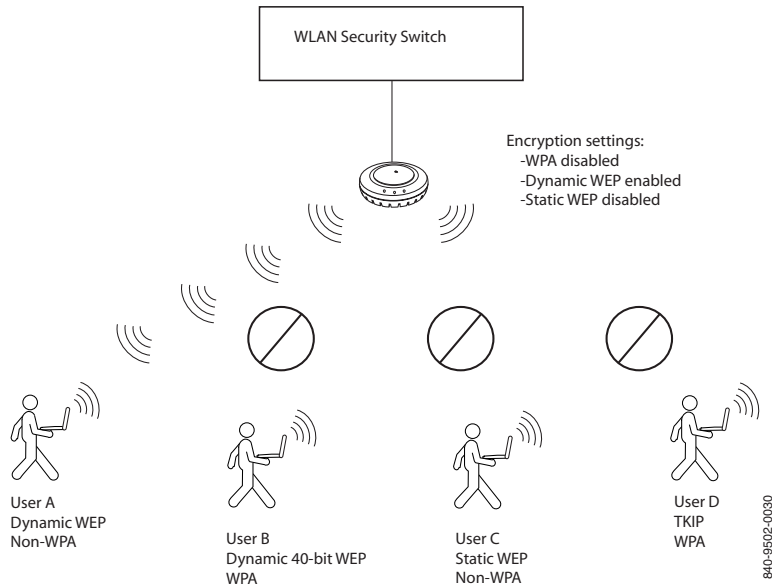 WLAN Security Switch
Encryption settings:
-WPA disabled
-Dynamic WEP enabled
-Static WEP disabled
User A
Dynamic WEP
Non-WPA
User B
Dynamic 40-bit WEP
WPA
User C
Static WEP
Non-WPA
User D
TKIP
WPA
840-9502-0030